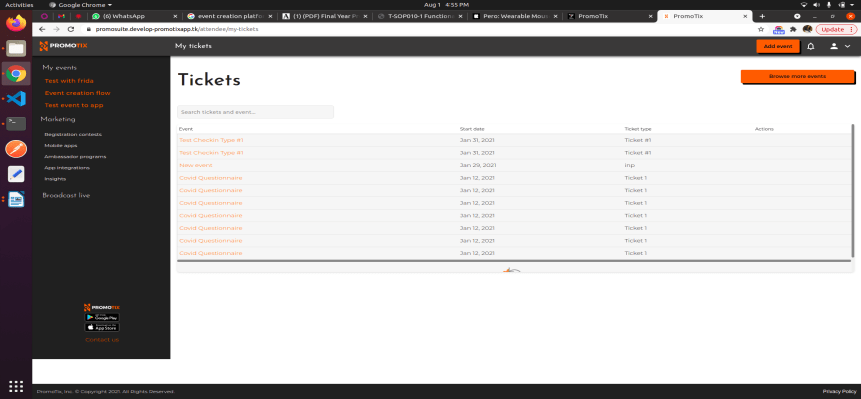 Activities Google Chrome Aug 1 4:55 PM
(6) WhatsApp event creation platfo (1) (PDF) Final Year P T-SOP010-1 Function Pero: Wearable Mou PromoTix PromoTix
promosuite.develop-promotixapp.tk/attendee/my-tickets Update
PROMOTIX My tickets Add event
My events
Test with frida
Event creation flow
Test event to app
Marketing
Registration contests
Mobile apps
Ambassador programs
App integrations
Insights
Broadcast live
PROMOTIX
Google Play
App Store
Contact us
Tickets
Browse more events
Search tickets and event...
Event Start date Ticket type Actions
Test Checkin Type #1 Jan 31, 2021 Ticket #1
Test Checkin Type #1 Jan 31, 2021 Ticket #1
New event Jan 29, 2021 inp
Covid Questionnaire Jan 12, 2021 Ticket 1
Covid Questionnaire Jan 12, 2021 Ticket 1
Covid Questionnaire Jan 12, 2021 Ticket 1
Covid Questionnaire Jan 12, 2021 Ticket 1
Covid Questionnaire Jan 12, 2021 Ticket 1
Covid Questionnaire Jan 12, 2021 Ticket 1
Covid Questionnaire Jan 12, 2021 Ticket 1
PromoTix, Inc. © Copyright 2021. All Rights Reserved. Privacy Policy